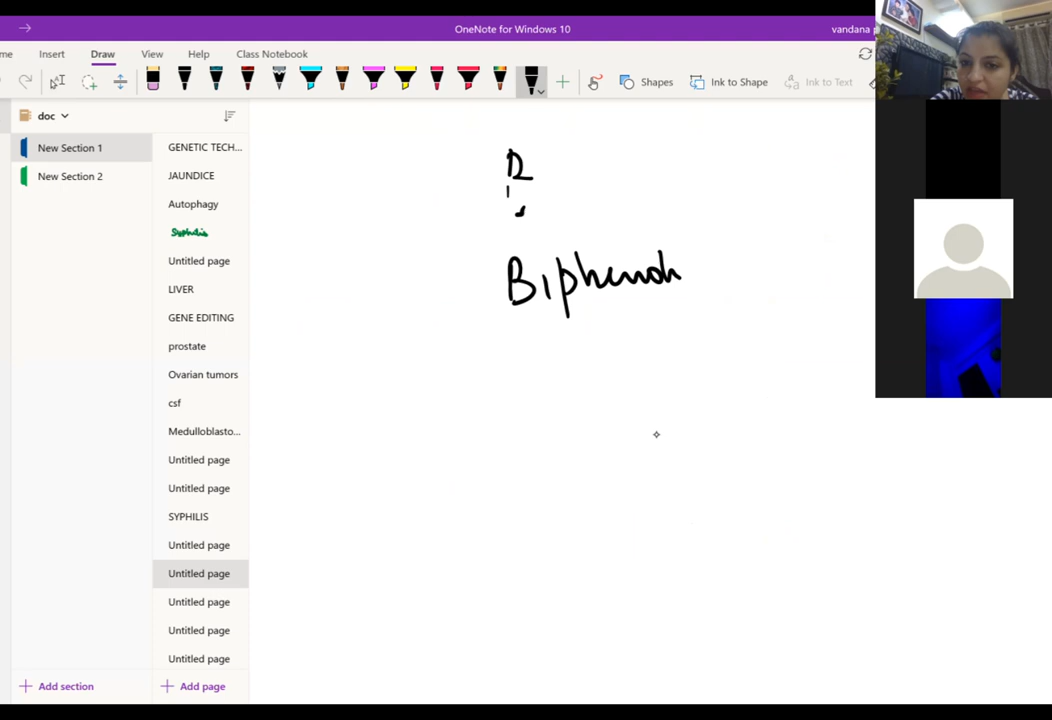 OneNote for Windows 10
vandana p
me Insert Draw View Help Class Notebook
Shapes Ink to Shape Ink to Text
doc
New Section 1
New Section 2
GENETIC TECH...
JAUNDICE
Autophagy
Syphilis
Untitled page
LIVER
GENE EDITING
prostate
Ovarian tumors
csf
Medulloblasto...
Untitled page
Untitled page
SYPHILIS
Untitled page
Untitled page
Untitled page
Untitled page
Untitled page
Add section
Add page